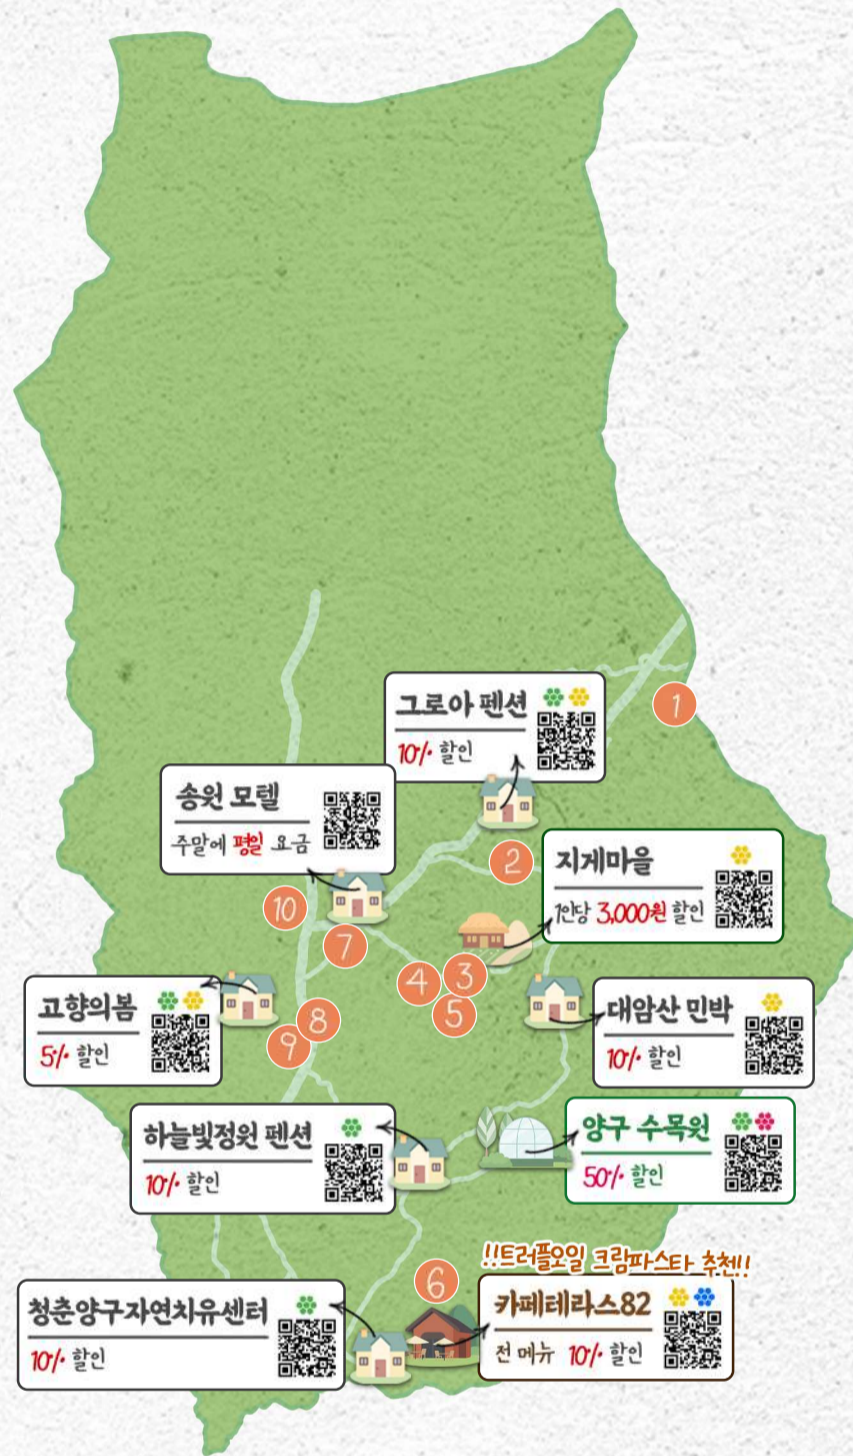 그로아 펜션
10% 할인
1
송원 모텔
주말에 평일 요금
2
지게마을
1인당 3,000원 할인
10
7
4
3
5
고향의봄
5% 할인
8
9
대암산 민박
10% 할인
하늘빛정원 펜션
10% 할인
양구 수목원
50% 할인
!!트러플오일 크림파스타 추천!!
6
청춘양구자연치유센터
10% 할인
카페테라스82
전 메뉴 10% 할인